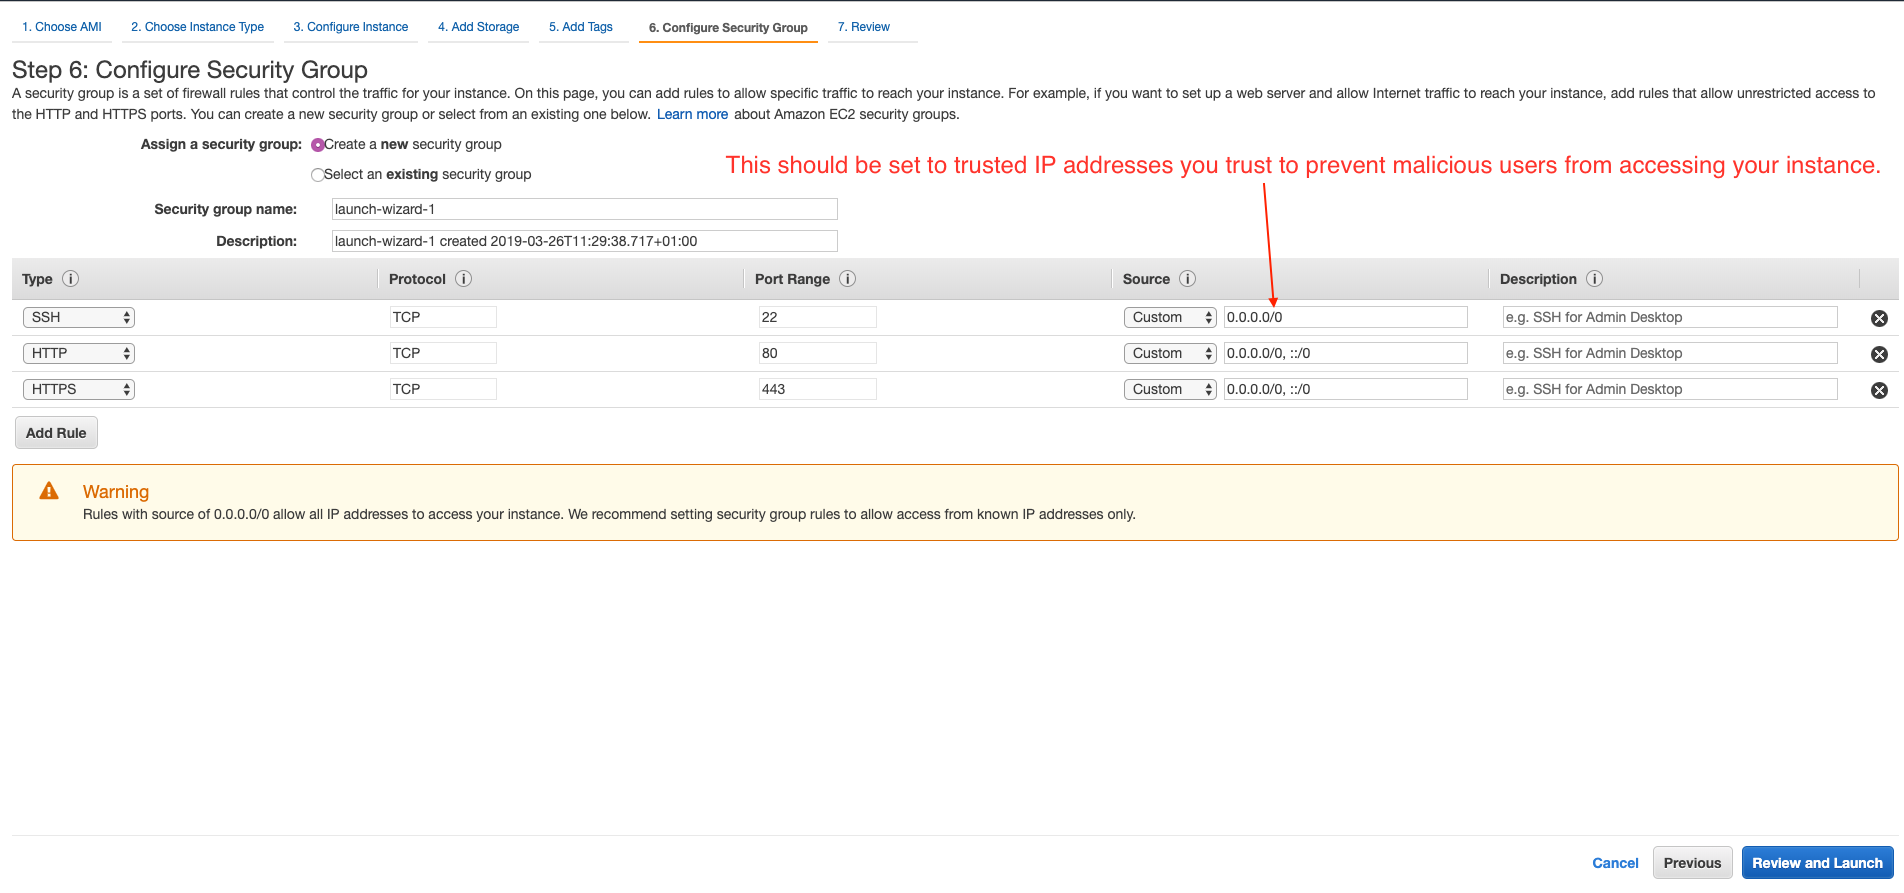 1. Choose AMI 2. Choose Instance Type 3. Configure Instance 4. Add Storage 5. Add Tags 6. Configure Security Group 7. Review
Step 6: Configure Security Group
A security group is a set of firewall rules that control the traffic for your instance. On this page, you can add rules to allow specific traffic to reach your instance. For example, if you want to set up a web server and allow Internet traffic to reach your instance, add rules that allow unrestricted access to
the HTTP and HTTPS ports. You can create a new security group or select from an existing one below. Learn more about Amazon EC2 security groups.
Assign a security group: Create a new security group
This should be set to trusted IP addresses you trust to prevent malicious users from accessing your instance.
Select an existing security group
Security group name: launch-wizard-1
Description: launch-wizard-1 created 2019-03-26T11:29:38.717+01:00
Type i Protocol i Port Range i Source i Description i
SSH TCP 22 Custom 0.0.0.0/0 e.g. SSH for Admin Desktop
HTTP TCP 80 Custom 0.0.0.0/0, ::/0 e.g. SSH for Admin Desktop
HTTPS TCP 443 Custom 0.0.0.0/0, ::/0 e.g. SSH for Admin Desktop
Add Rule
Warning
Rules with source of 0.0.0.0/0 allow all IP addresses to access your instance. We recommend setting security group rules to allow access from known IP addresses only.
Cancel Previous Review and Launch